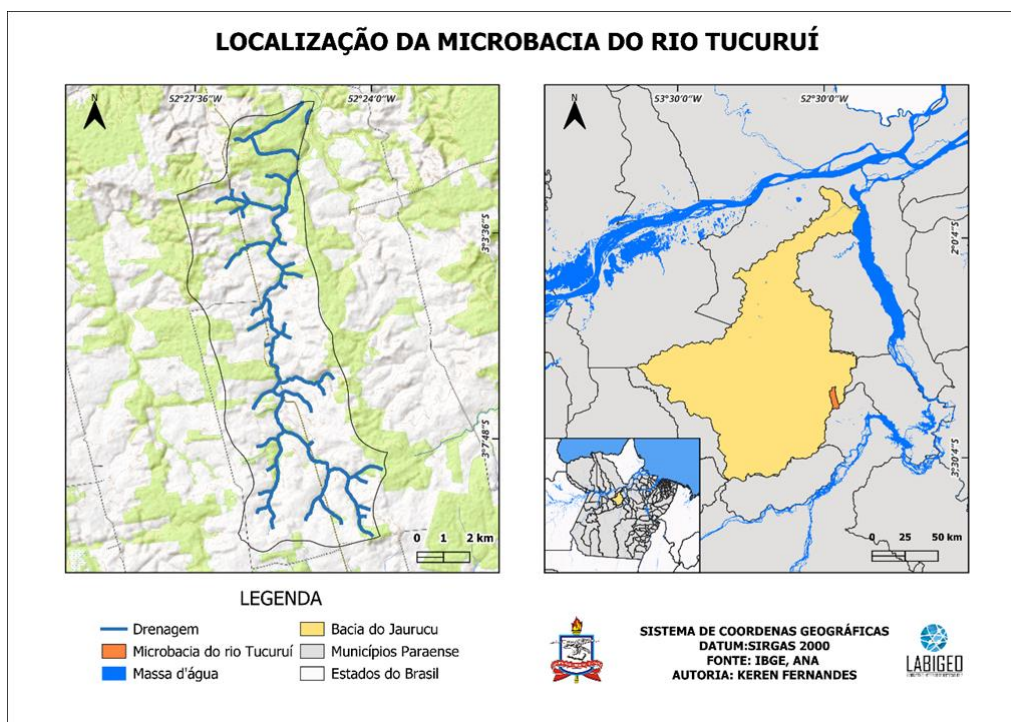 LOCALIZAÇÃO DA MICROBACIA DO RIO TUCURUÍ
N
52°27'36"W
52°24'0"W
3°3'36"S
3°7'48"S
0 1 2 km
N
53°30'0"W
52°30'0"W
2°0'4"S
3°30'4"S
0 25 50 km
LEGENDA
Drenagem
Microbacia do rio Tucuruí
Massa d'água
Bacia do Jaurucu
Municípios Paraense
Estados do Brasil
SISTEMA DE COORDENAS GEOGRÁFICAS
DATUM:SIRGAS 2000
FONTE: IBGE, ANA
AUTORIA: KEREN FERNANDES
LABIGEO